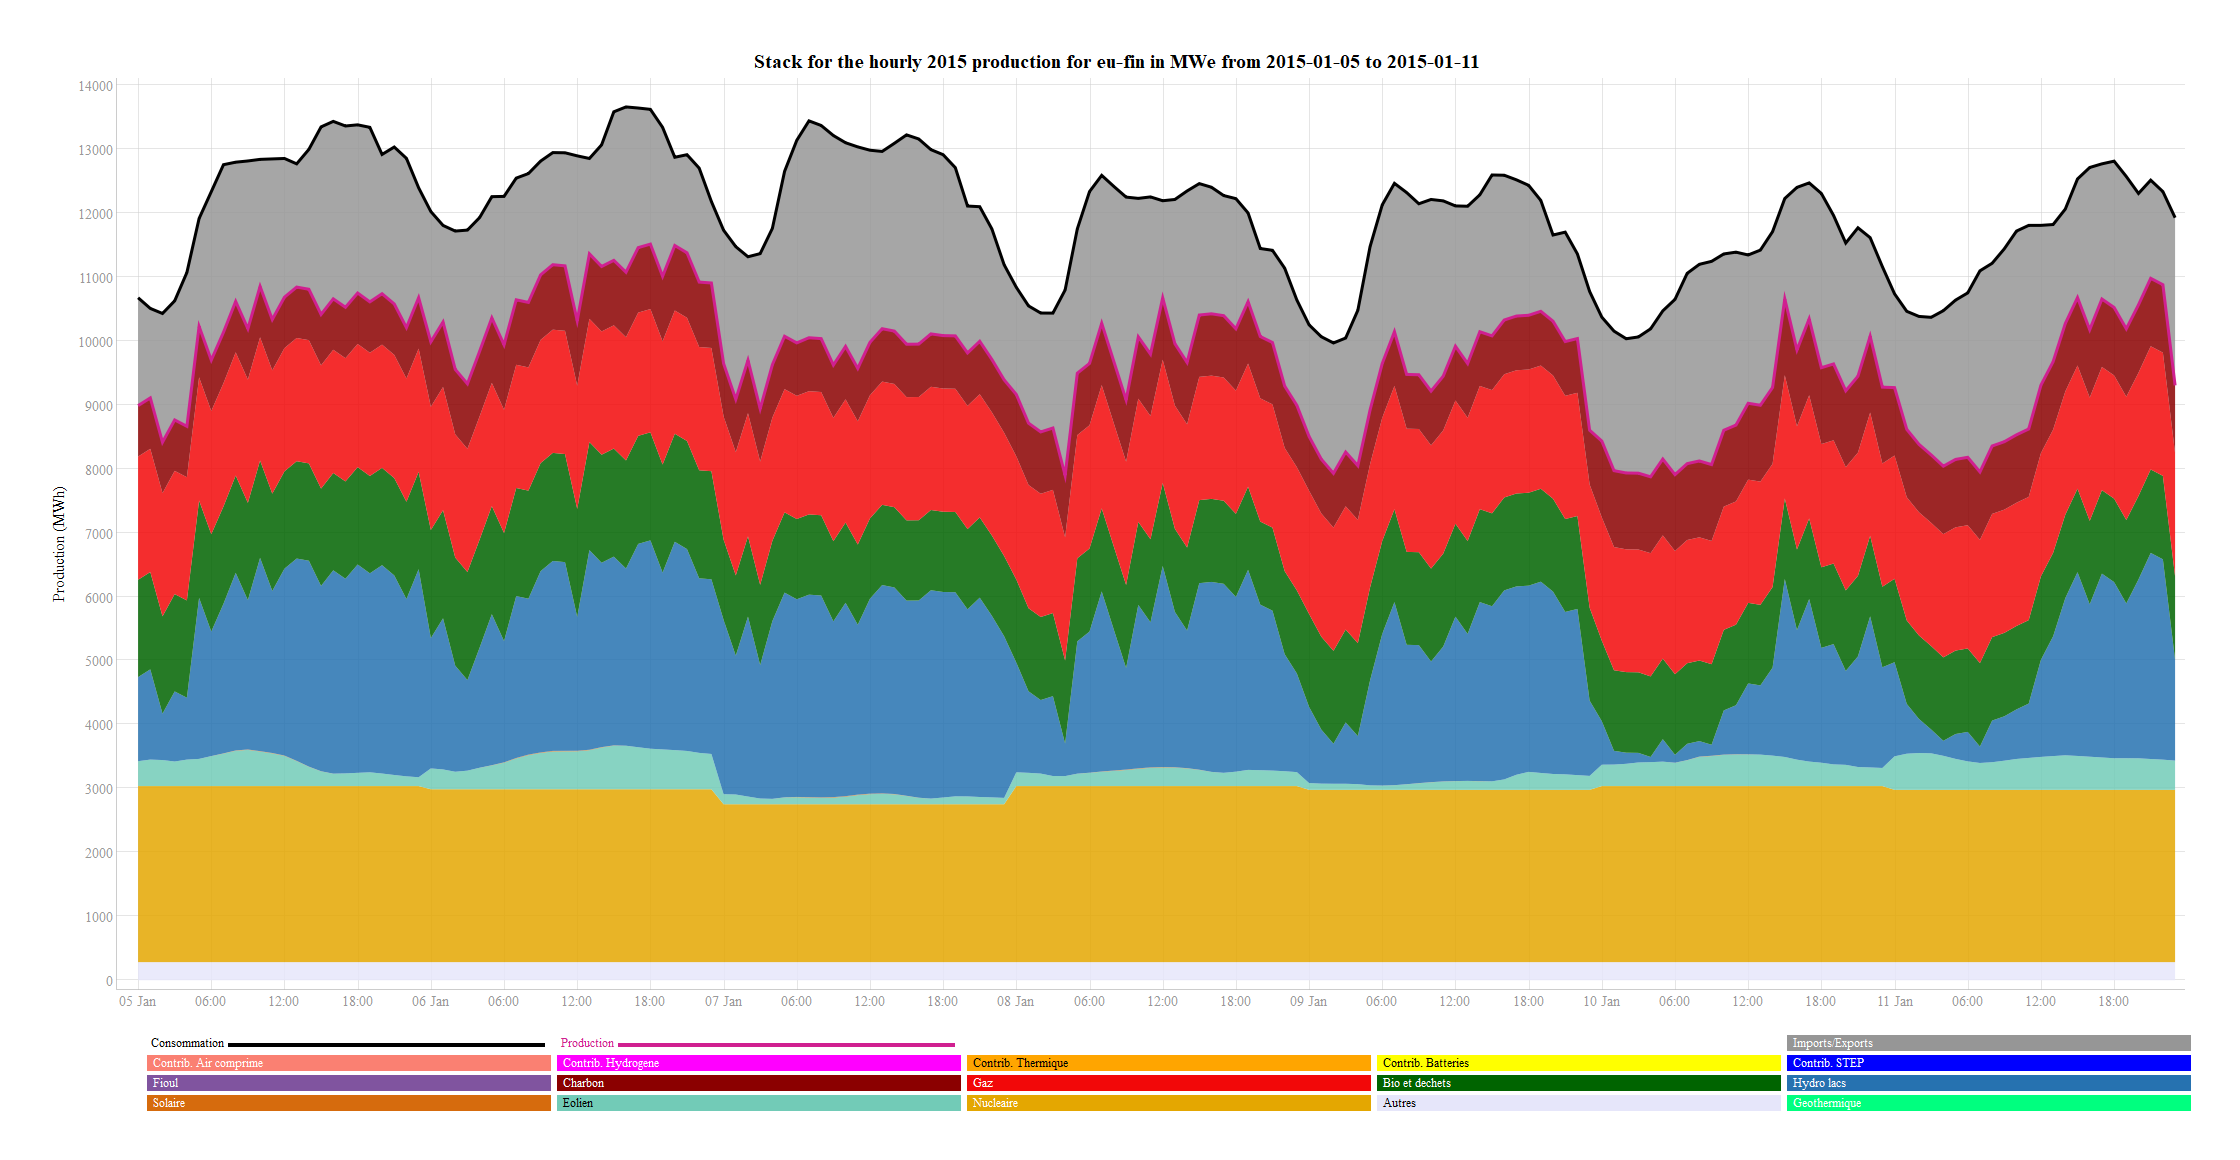 Stack for the hourly 2015 production for eu-fin in MWe from 2015-01-05 to 2015-01-11
14000
13000
12000
11000
10000
9000
8000
7000
6000
5000
4000
3000
2000
1000
0
Production (MWh)
05 Jan 06:00 12:00 18:00 06 Jan 06:00 12:00 18:00 07 Jan 06:00 12:00 18:00 08 Jan 06:00 12:00 18:00 09 Jan 06:00 12:00 18:00 10 Jan 06:00 12:00 18:00 11 Jan 06:00 12:00 18:00
Consommation Production Imports/Exports
Contrib. Air comprime Contrib. Hydrogene Contrib. Thermique Contrib. Batteries Contrib. STEP
Fioul Charbon Gaz Bio et dechets Hydro lacs
Solaire Eolien Nucleaire Autres Geothermique